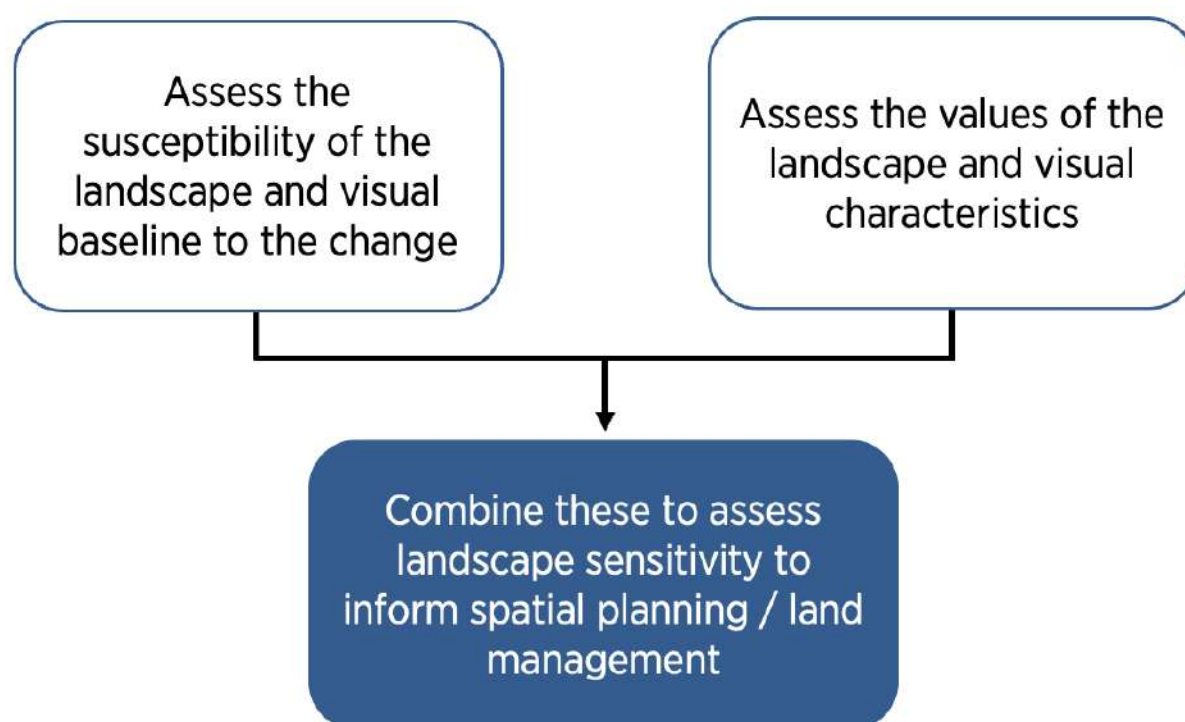 Assess the
susceptibility of the
landscape and visual
baseline to the change
Assess the values of the
landscape and visual
characteristics
Combine these to assess
landscape sensitivity to
inform spatial planning / land
management